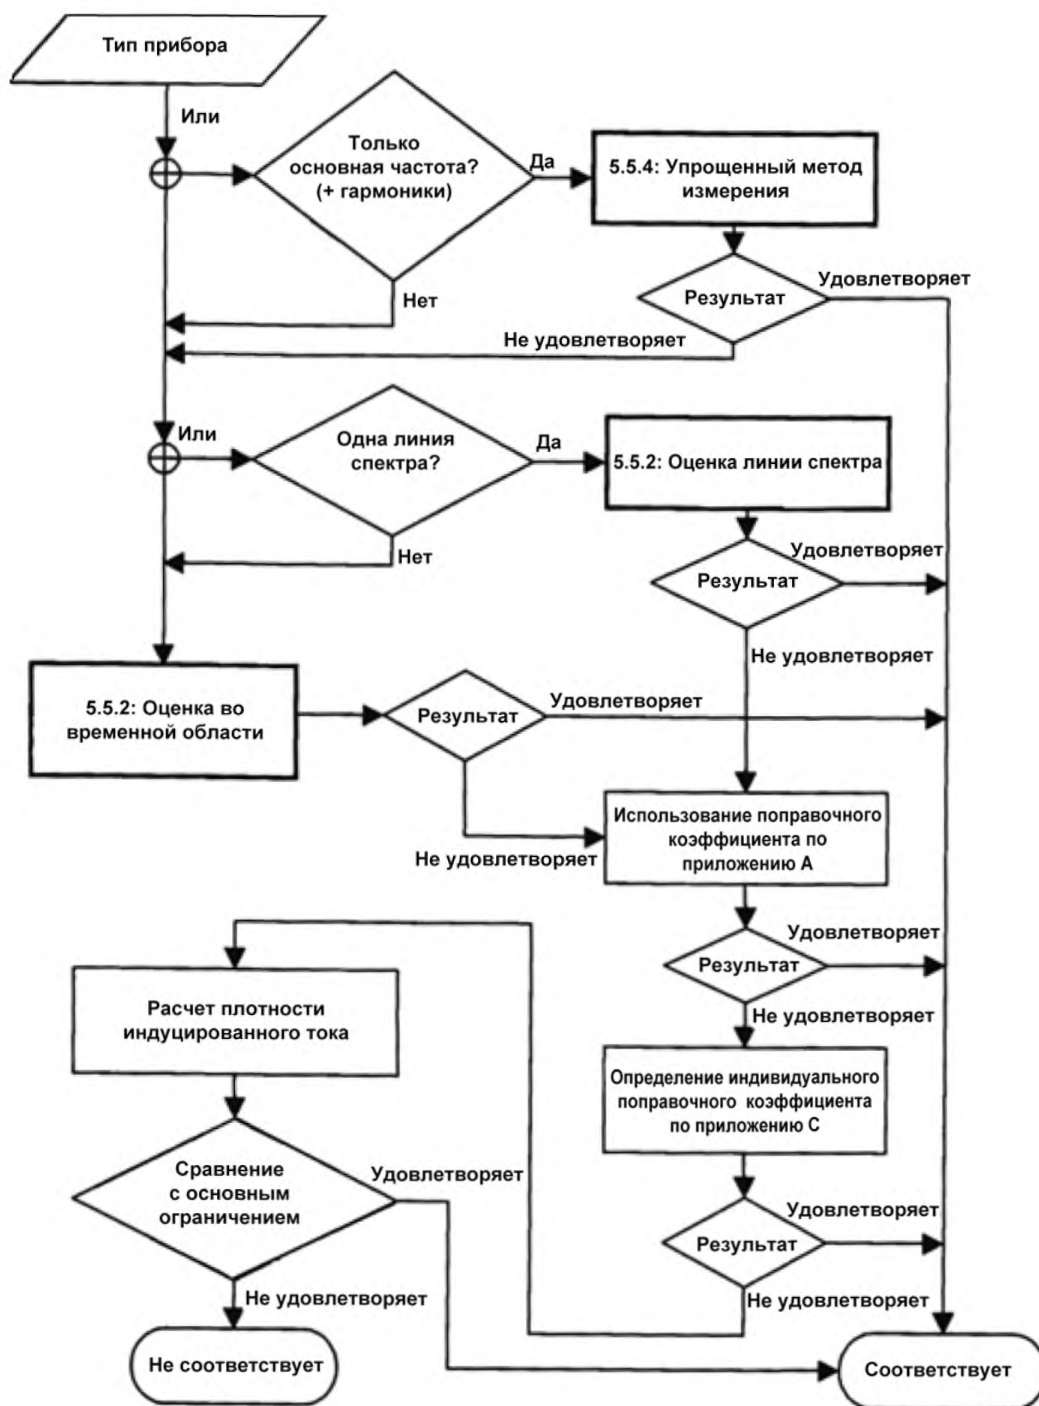 Тип прибора
Или
Только
основная частота?
(+ гармоники)
Да
5.5.4: Упрощенный метод
измерения
Нет
Результат
Удовлетворяет
Не удовлетворяет
Или
Одна линия
спектра?
Да
5.5.2: Оценка линии спектра
Нет
Удовлетворяет
Результат
Не удовлетворяет
5.5.2: Оценка во
временной области
Результат
Удовлетворяет
Не удовлетворяет
Использование поправочного
коэффициента по
приложению А
Удовлетворяет
Результат
Не удовлетворяет
Расчет плотности
индуцированного тока
Определение индивидуального
поправочного коэффициента
по приложению С
Сравнение
с основным
ограничением
Удовлетворяет
Удовлетворяет
Результат
Не удовлетворяет
Не удовлетворяет
Не соответствует
Соответствует